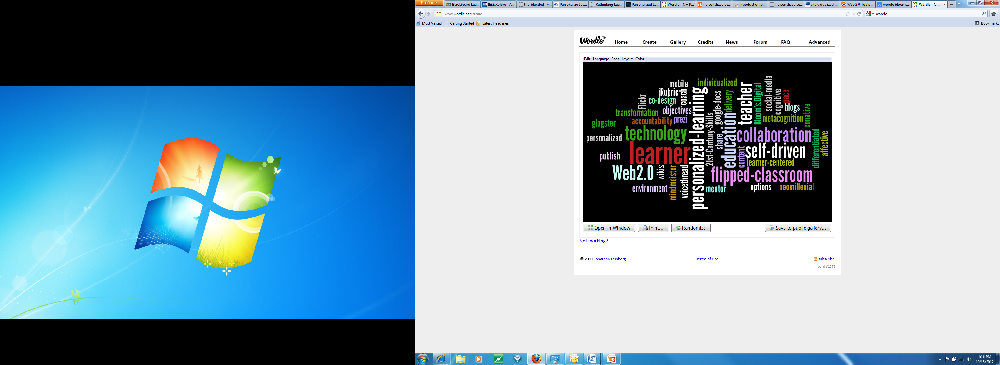 Firefox
Blackboard Lea...
IEEE Xplore - A...
the_blended__v...
Personalize Lea...
Rethinking Lea...
Personalized Le...
Wordle - NH P...
Personalized Le...
introduction.p...
Personalized Le...
Individualized, ...
Web 2.0 Tools ...
wordle blooms...
Wordle - Cr...
www.wordle.net/create
wordle
Most Visited Getting Started Latest Headlines Bookmarks
Wordle™ Home Create Gallery Credits News Forum FAQ Advanced
Edit Language Font Layout Color
mobile
individualized
teacher
Bloom's.Digital
social-media
iRubric
coach
Flickr
co-design
google-docs
delivery
cognitive
pace
blogs
transformation
objectives
accountability
prezi
metacognition
conative
glogster
technology
personalized-learning
21st-Century-Skills
share
education
collaboration
personalized
learner
content
self-driven
differentiated
affective
publish
learner-centered
Web2.0
wikis
mindmeister
voicethread
flipped-classroom
environment
mentor
options
neomillenial
Open in Window Print... Randomize Save to public gallery...
Not working?
© 2011 Jonathan Feinberg Terms of Use subscribe
build #1373
1:16 PM
10/15/2012